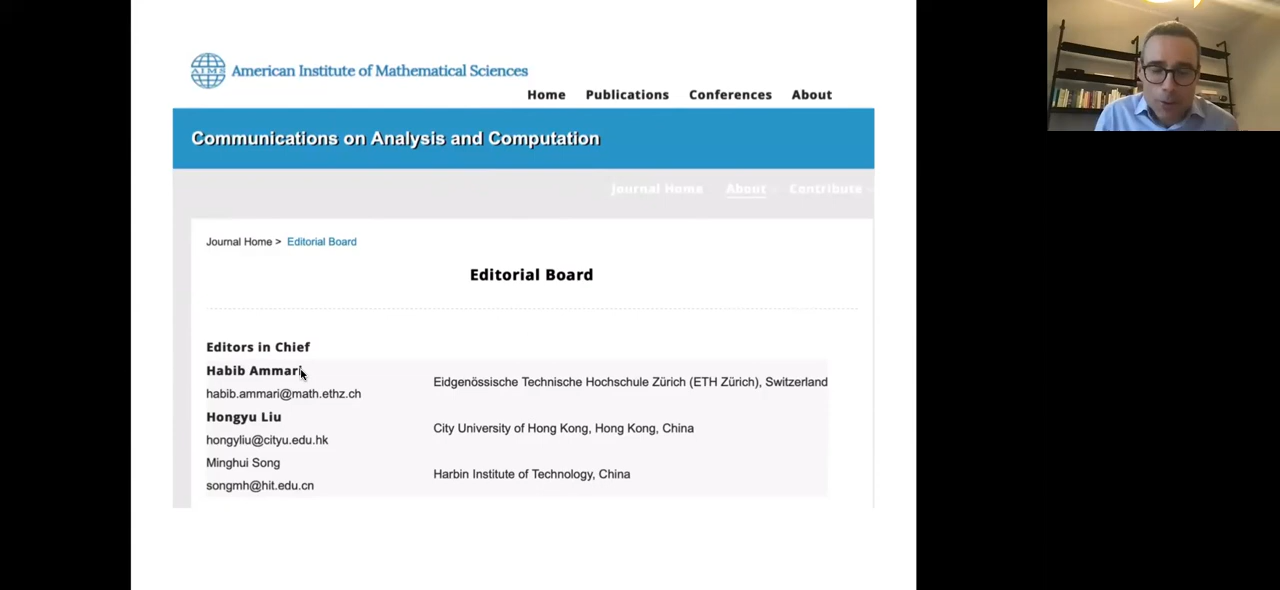 AIMS
American Institute of Mathematical Sciences
Home Publications Conferences About
Communications on Analysis and Computation
Journal Home About Contribute
Journal Home > Editorial Board
Editorial Board
Editors in Chief
Habib Ammari
habib.ammari@math.ethz.ch
Eidgenössische Technische Hochschule Zürich (ETH Zürich), Switzerland
Hongyu Liu
hongyliu@cityu.edu.hk
City University of Hong Kong, Hong Kong, China
Minghui Song
songmh@hit.edu.cn
Harbin Institute of Technology, China